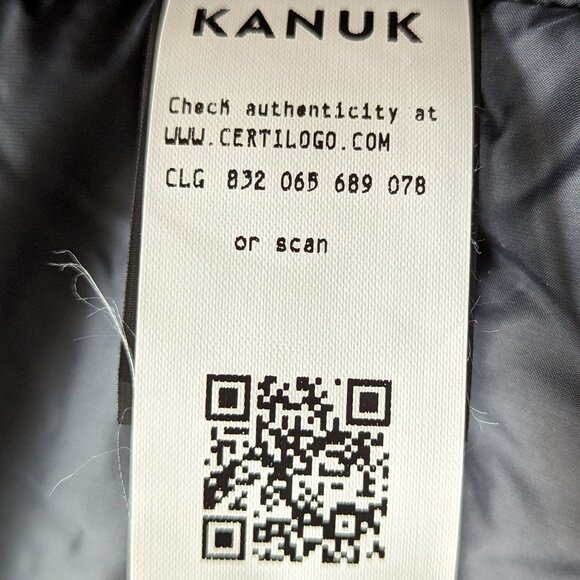 KANUK
Check authenticity at
WWW.CERTILOGO.COM
CLG 832 065 689 078
or scan